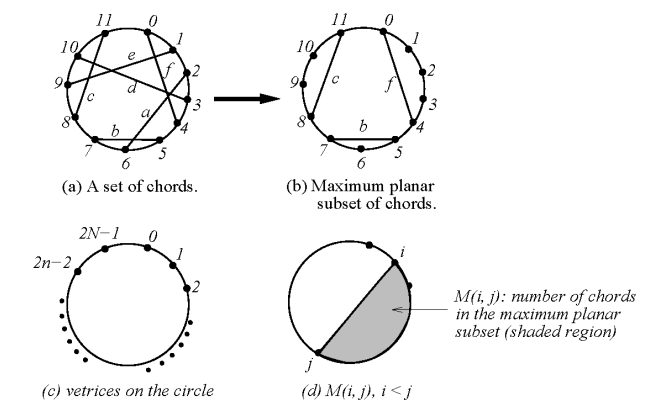 11 0
10 1
e
f 2
9 d
c a 3
8 b 4
7 5
6
(a) A set of chords.
11 0
10 1
2
9 c f
3
8 b 4
7 5
6
(b) Maximum planar
subset of chords.
2N-1 0
2n-2 1
2
(c) vetrices on the circle
i
M(i, j): number of chords
in the maximum planar
subset (shaded region)
j
(d) M(i, j), i < j